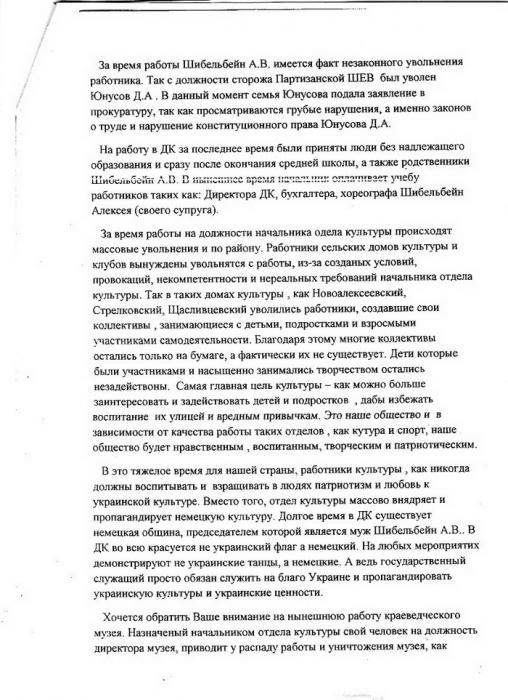 За время работы Шибельбейн А.В. имеется факт незаконного увольнения
работника. Так с должности сторожа Партизанской ШЕВ был уволен
Юнусов Д.А . В данный момент семья Юнусова подала заявление в
прокуратуру, так как просматриваются грубые нарушения, а именно законов
о труде и нарушение конституционного права Юнусова Д.А.
На работу в ДК за последнее время были приняты люди без надлежащего
образования и сразу после окончания средней школы, а также родственники
Шибельбейн А.В. В нынешнее время начальник оплачивает учебу
работников таких как: Директора ДК, бухгалтера, хореографа Шибельбейн
Алексея (своего супруга).
За время работы на должности начальника одела культуры происходят
массовые увольнения и по району. Работники сельских домов культуры и
клубов вынуждены увольнятся с работы, из-за созданых условий,
провокаций, некомпетентности и нереальных требований начальника отдела
культуры. Так в таких домах культуры , как Новоалексеевский,
Стрелковский, Щасливцевский уволились работники, создавшие свои
коллективы , занимающиеся с детьми, подростками и взросмыми
участниками самодеятельности. Благодаря этому многие коллективы
остались только на бумаге, а фактически их не существует. Дети которые
были участниками и насыщенно занимались творчеством остались
незадействоны. Самая главная цель культуры – как можно больше
заинтересовать и задействовать детей и подростков , дабы избежать
воспитание их улицей и вредным привычкам. Это наше общество и в
зависимости от качества работы таких отделов , как кутура и спорт, наше
общество будет нравственным , воспитанным, творческим и патриотическим.
В это тяжелое время для нашей страны, работники культуры , как никогда
должны воспитывать и взращивать в людях патриотизм и любовь к
украинской культуре. Вместо того, отдел культуры массово внядряет и
пропагандирует немецкую культуру. Долгое время в ДК существует
немецкая община, председателем которой является муж Шибельбейн А.В.. В
ДК во всю красуется не украинский флаг а немецкий. На любых мероприятих
демонстрируют не украинские танцы, а немецкие. А ведь государственный
служащий просто обязан служить на благо Украине и пропагандировать
украинскую культуры и украинские ценности.
Хочется обратить Ваше внимание на нынешнюю работу краеведческого
музея. Назначеный начальником отдела культуры свой человек на должность
директора музея, приводит у распаду работы и уничтожения музея, как